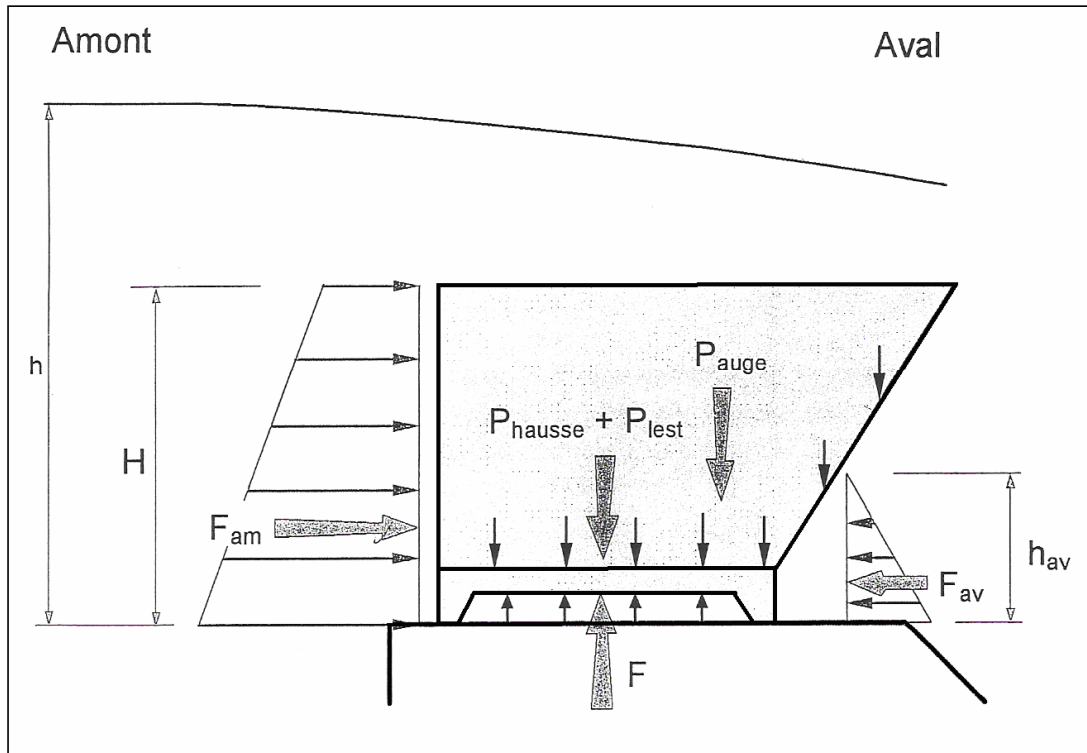 Amont
Aval
h
H
P_auge
P_hausse + P_lest
F_am
h_av
F_av
F